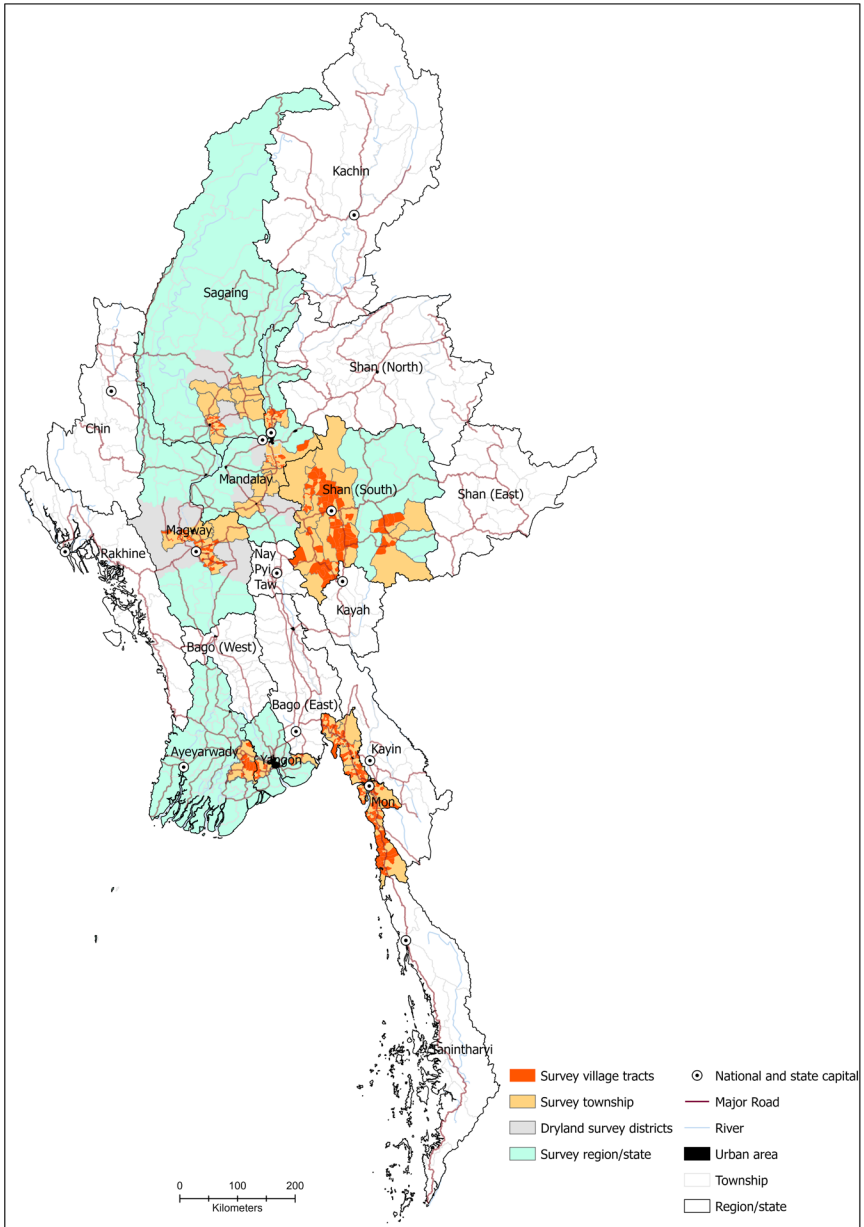 Kachin
Sagaing
Shan (North)
Chin
Mandalay
Shan (South)
Shan (East)
Magway
Rakhine
Nay
Pyi
Taw
Kayah
Bago (West)
Bago (East)
Ayeyarwady
Yangon
Kayin
Mon
Tanintharyi
Survey village tracts
Survey township
Dryland survey districts
Survey region/state
National and state capital
Major Road
River
Urban area
Township
Region/state
0 100 200
Kilometers